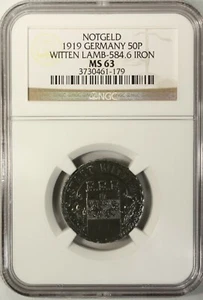 NOTGELD
1919 GERMANY 50P
WITTEN LAMB-584.6 IRON
MS 63
3730461-179
NGC